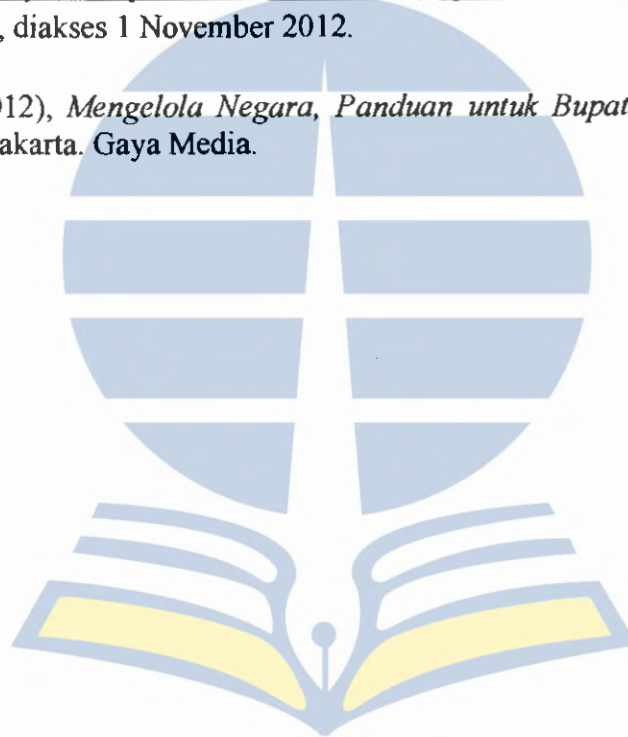 , diakses 1 November 2012.
012), Mengelola Negara, Panduan untuk Bupat
akarta. Gaya Media.